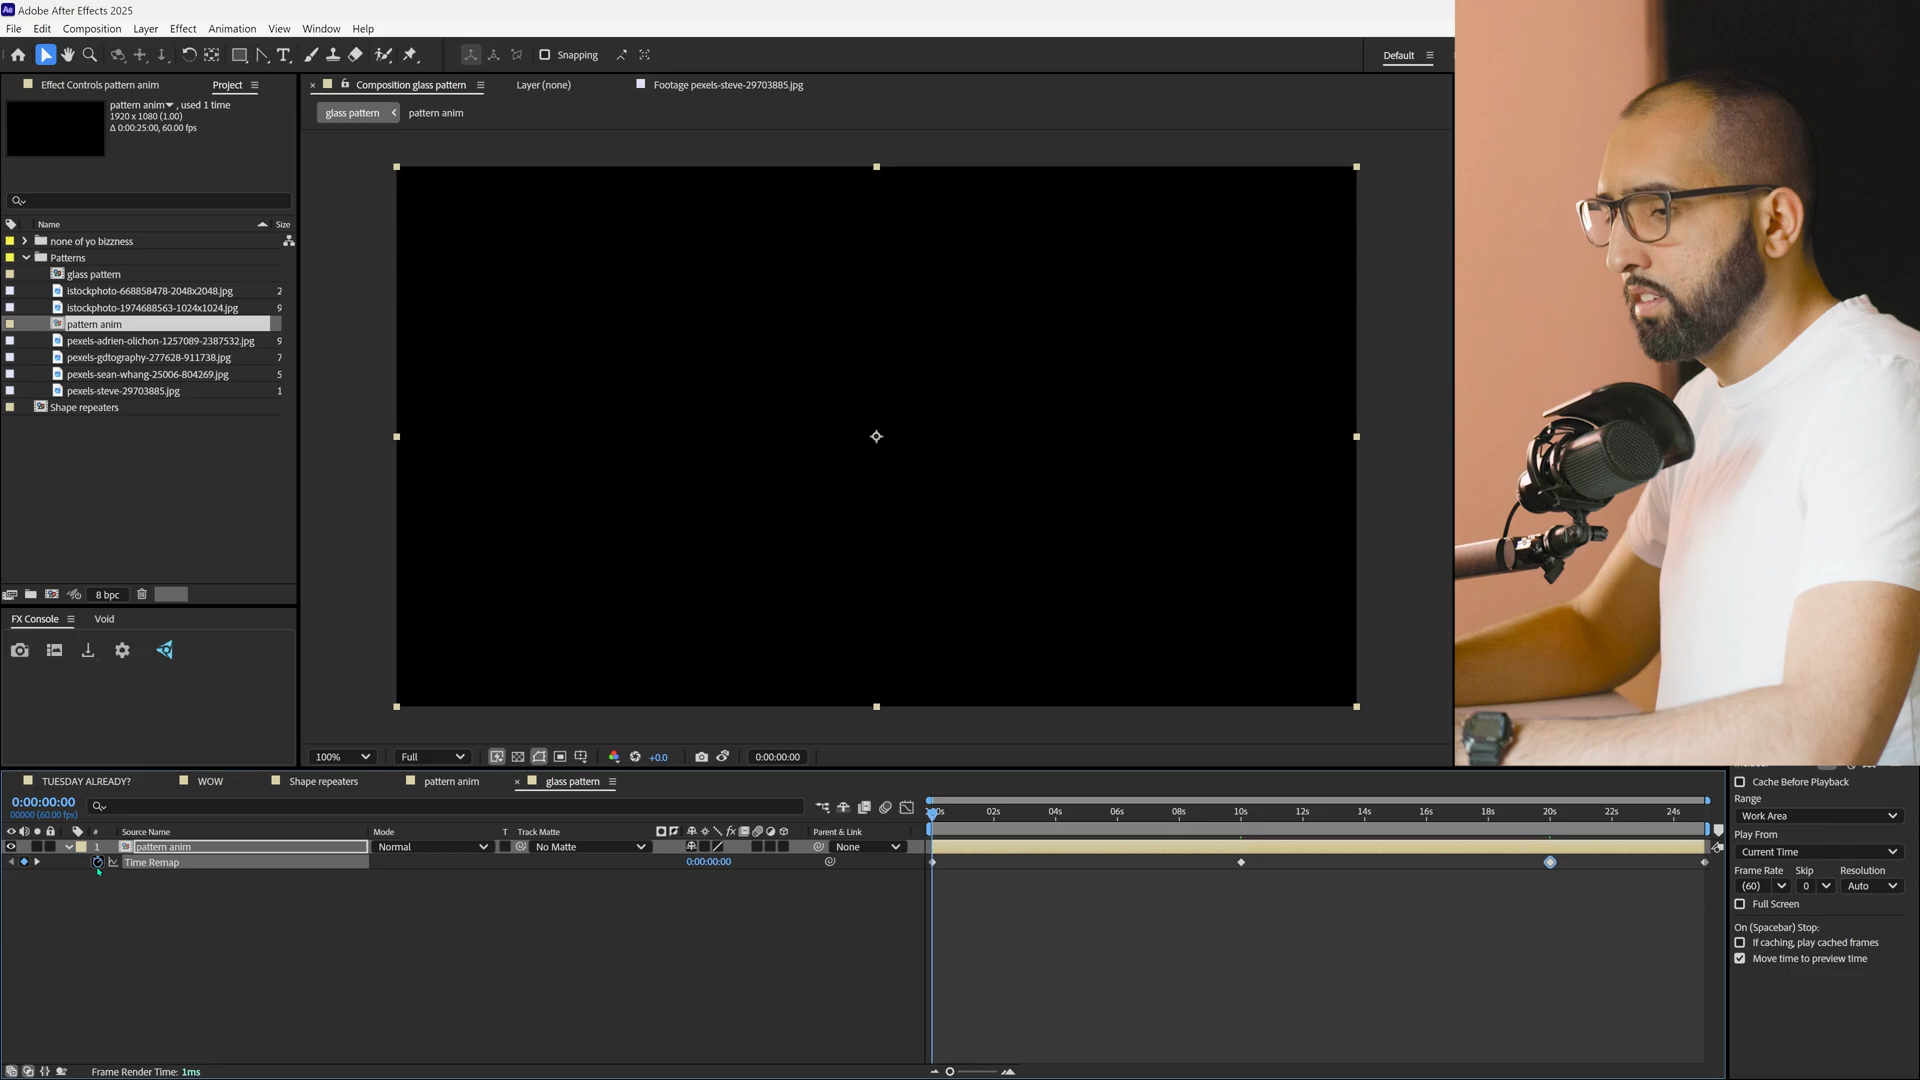 Ae Adobe After Effects 2025
File Edit Composition Layer Effect Animation View Window Help
Snapping
Default
Effect Controls pattern anim
Project
pattern anim , used 1 time
1920 x 1080 (1.00)
Δ 0:00:25:00, 60.00 fps
Composition glass pattern
Layer (none)
Footage pexels-steve-29703885.jpg
glass pattern
pattern anim
Name
Size
none of yo bizzness
Patterns
glass pattern
istockphoto-668858478-2048x2048.jpg 2
istockphoto-1974688563-1024x1024.jpg 9
pattern anim
pexels-adrien-olichon-1257089-2387532.jpg 9
pexels-gdtography-277628-911738.jpg 7
pexels-sean-whang-25006-804269.jpg 5
pexels-steve-29703885.jpg 1
Shape repeaters
8 bpc
FX Console
Void
100%
Full
+0.0
0:00:00:00
TUESDAY ALREADY?
WOW
Shape repeaters
pattern anim
glass pattern
0:00:00:00
00000 (60.00 fps)
02s 04s 06s 08s 10s 12s 14s 16s 18s 20s 22s 24s
# Source Name Mode T Track Matte fx Parent & Link
1 pattern anim Normal No Matte None
Time Remap 0:00:00:00
Frame Render Time: 1ms
Cache Before Playback
Range
Work Area
Play From
Current Time
Frame Rate Skip Resolution
(60) 0 Auto
Full Screen
On (Spacebar) Stop:
If caching, play cached frames
Move time to preview time